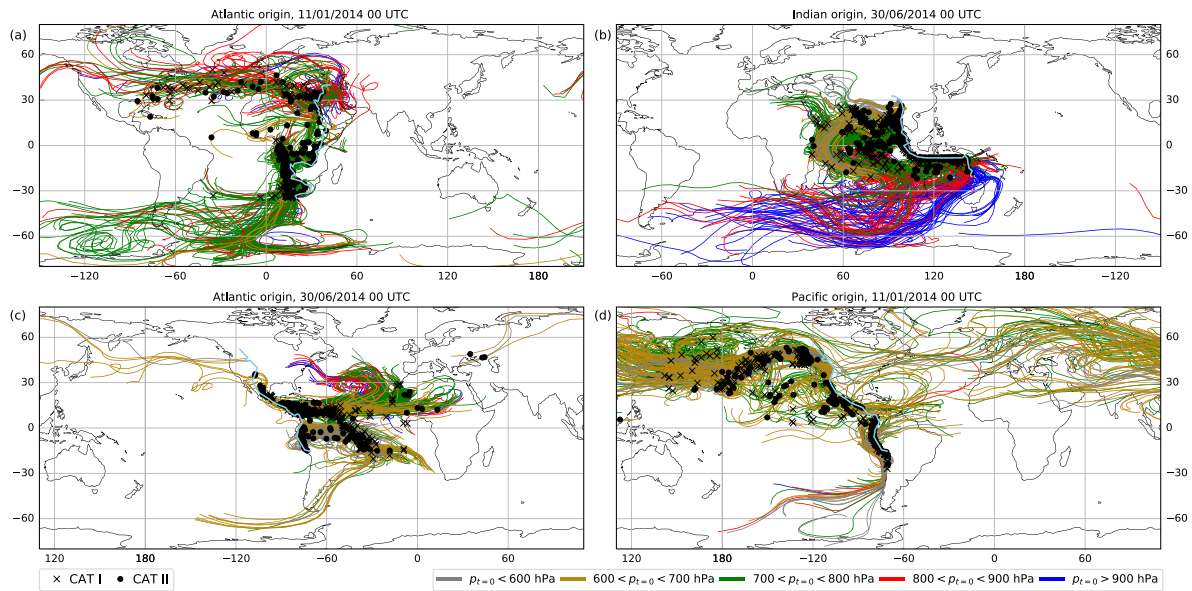 Atlantic origin, 11/01/2014 00 UTC
(a)
60
30
0
−30
−60
−120
−60
0
60
120
180
Indian origin, 30/06/2014 00 UTC
(b)
60
30
0
−30
−60
−60
0
60
120
180
−120
Atlantic origin, 30/06/2014 00 UTC
(c)
60
30
0
−30
−60
120
180
−120
−60
0
60
Pacific origin, 11/01/2014 00 UTC
(d)
60
30
0
−30
−60
120
180
−120
−60
0
60
× CAT I
● CAT II
p_{t=0} < 600 hPa
600 < p_{t=0} < 700 hPa
700 < p_{t=0} < 800 hPa
800 < p_{t=0} < 900 hPa
p_{t=0} > 900 hPa